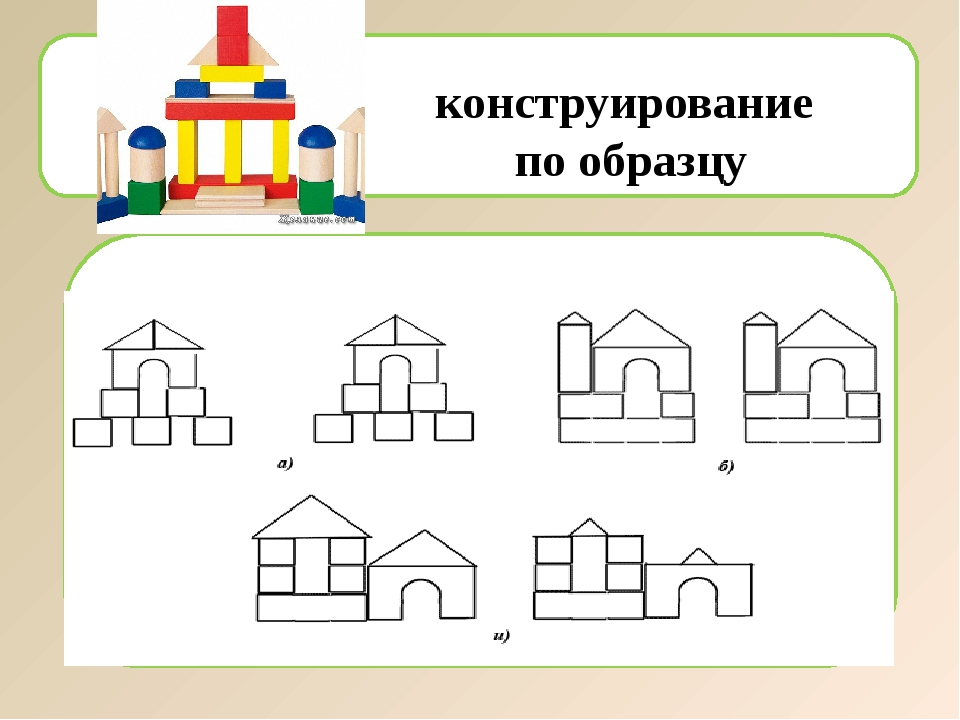 конструирование
по образцу
а)
б)
и)